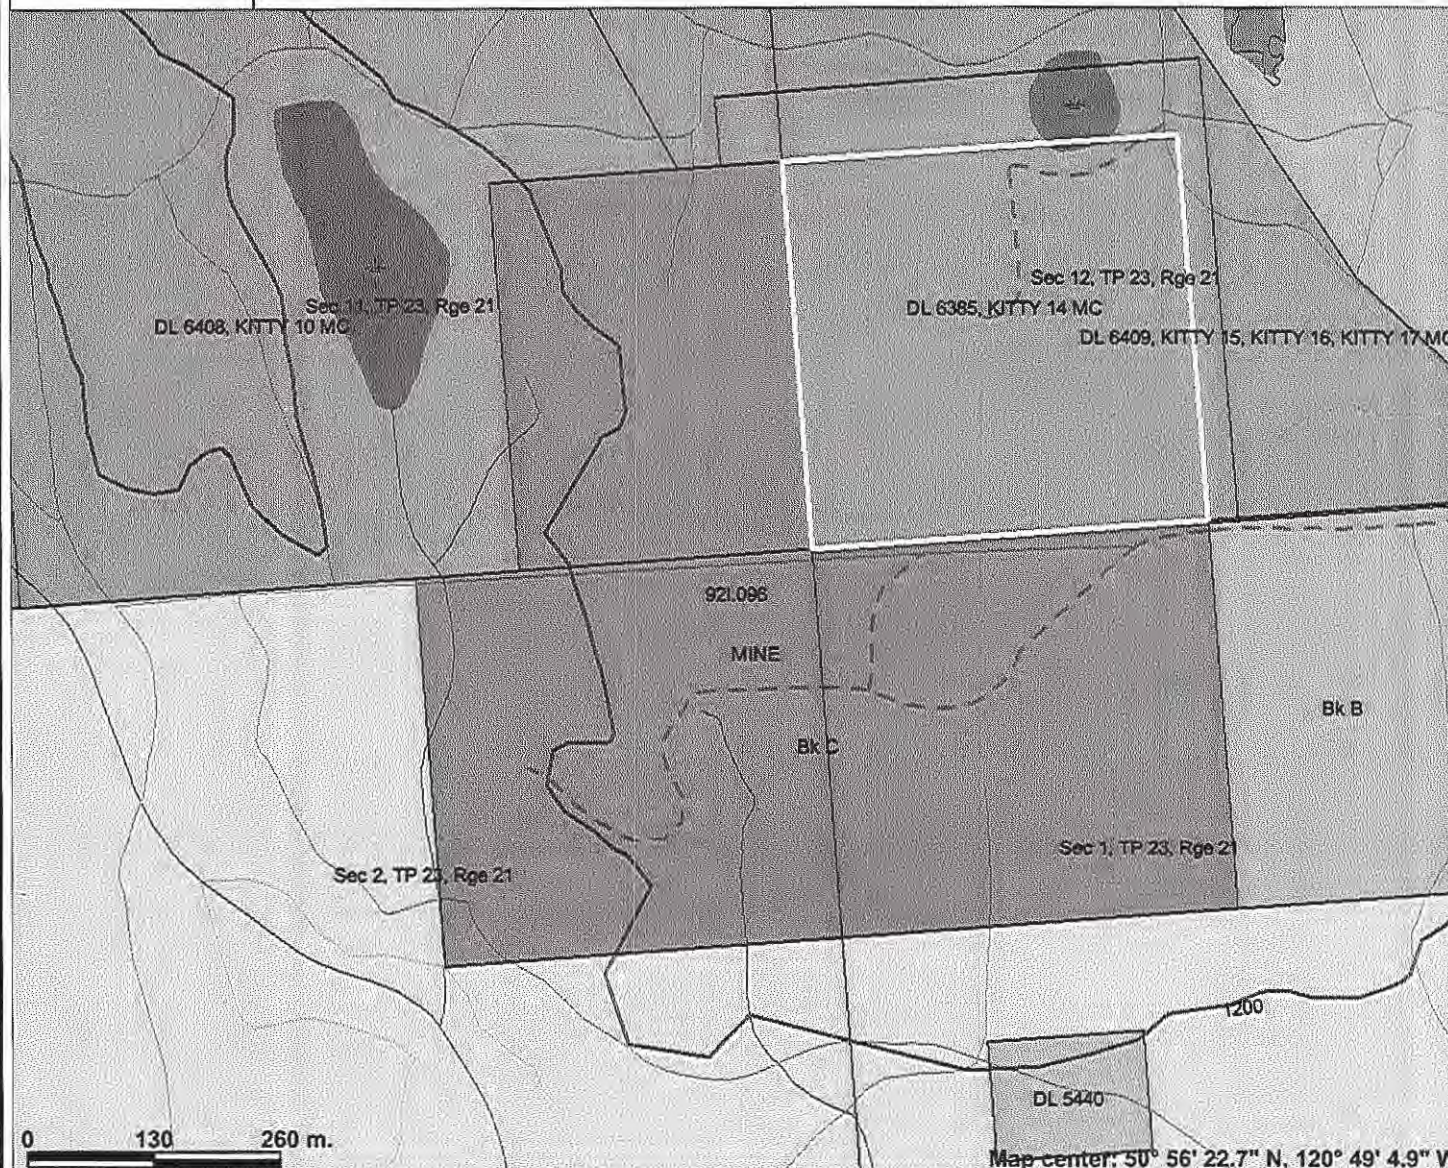 Sec 12, TP 23, Rge 21
Sec 11, TP 23, Rge 21
DL 6385, KITTY 14 MC
DL 6408, KITTY 10 MC
DL 6409, KITTY 15, KITTY 16, KITTY 17 MC
92I.096
MINE
Bk B
Bk C
Sec 1, TP 23, Rge 21
Sec 2, TP 23, Rge 21
1200
DL 5440
0 130 260 m.
Map center: 50° 56' 22.7" N, 120° 49' 4.9" W